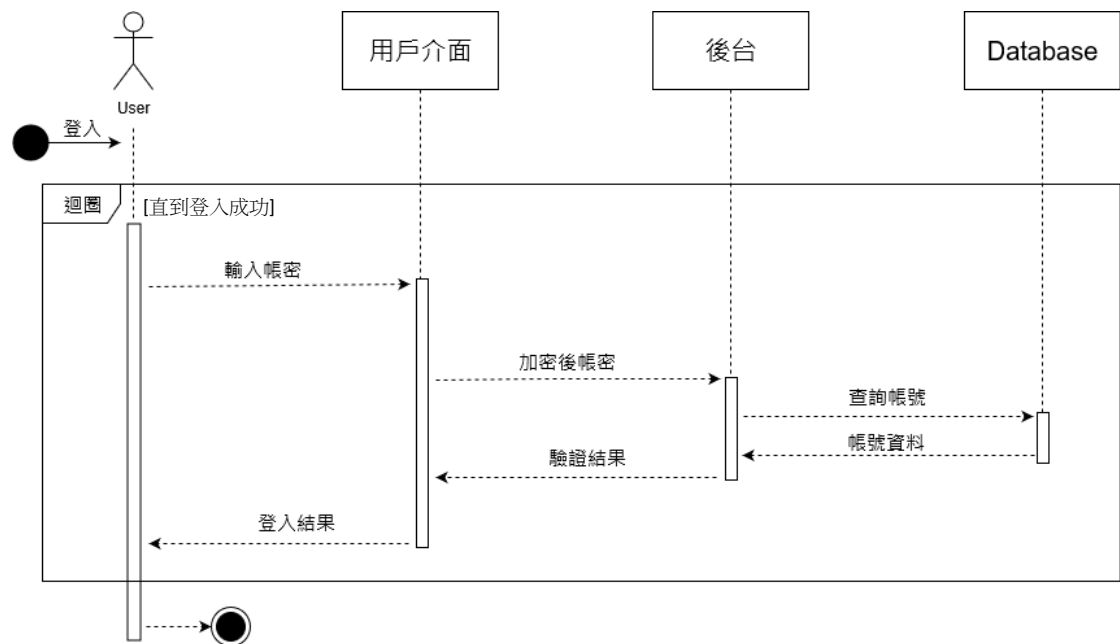 用戶介面
後台
Database
User
登入
迴圈
[直到登入成功]
輸入帳密
加密後帳密
查詢帳號
帳號資料
驗證結果
登入結果